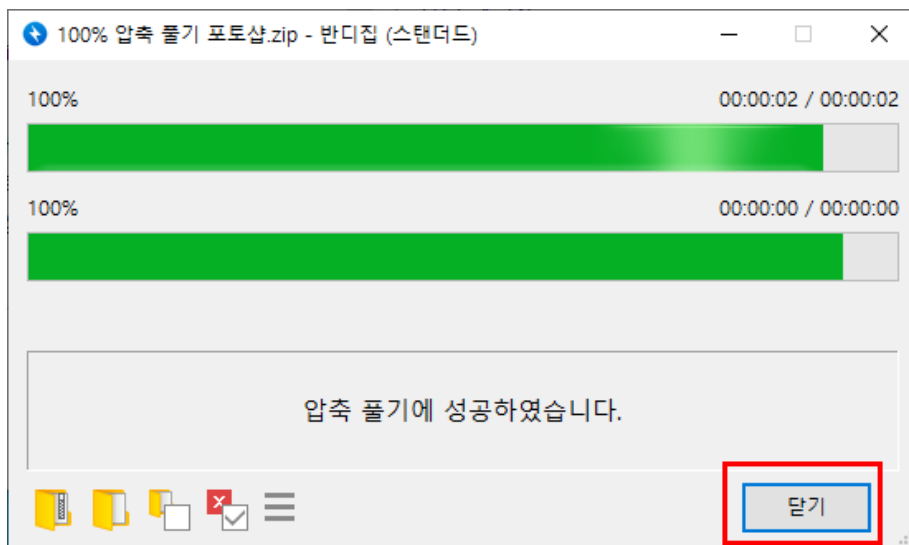 100% 압축 풀기 포토샵.zip - 반디집 (스탠더드)
100% 00:00:02 / 00:00:02
100% 00:00:00 / 00:00:00
압축 풀기에 성공하였습니다.
닫기